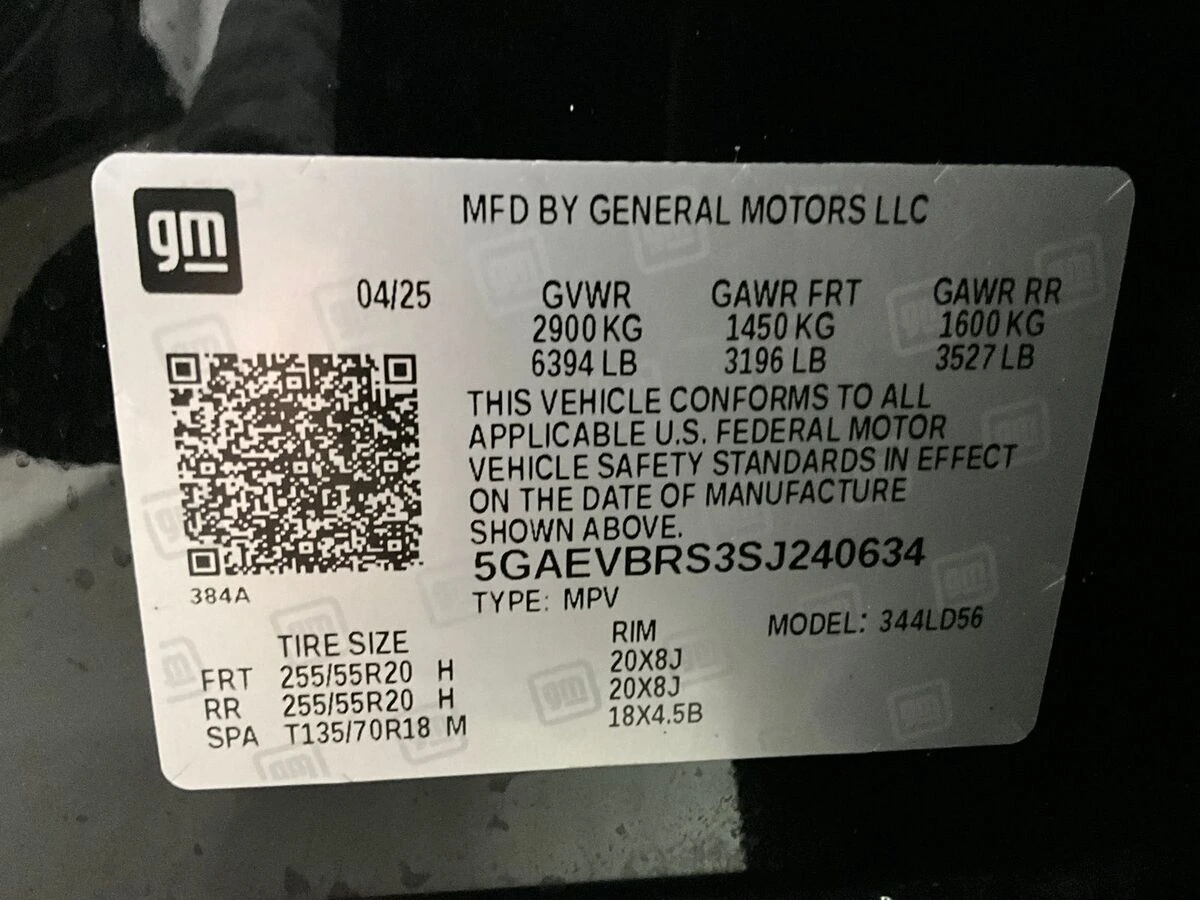 gm
MFD BY GENERAL MOTORS LLC
04/25 GVWR GAWR FRT GAWR RR
2900 KG 1450 KG 1600 KG
6394 LB 3196 LB 3527 LB
THIS VEHICLE CONFORMS TO ALL
APPLICABLE U.S. FEDERAL MOTOR
VEHICLE SAFETY STANDARDS IN EFFECT
ON THE DATE OF MANUFACTURE
SHOWN ABOVE.
5GAEVBRS3SJ240634
384A
TYPE: MPV
MODEL: 344LD56
TIRE SIZE RIM
FRT 255/55R20 H 20X8J
RR 255/55R20 H 20X8J
SPA T135/70R18 M 18X4.5B